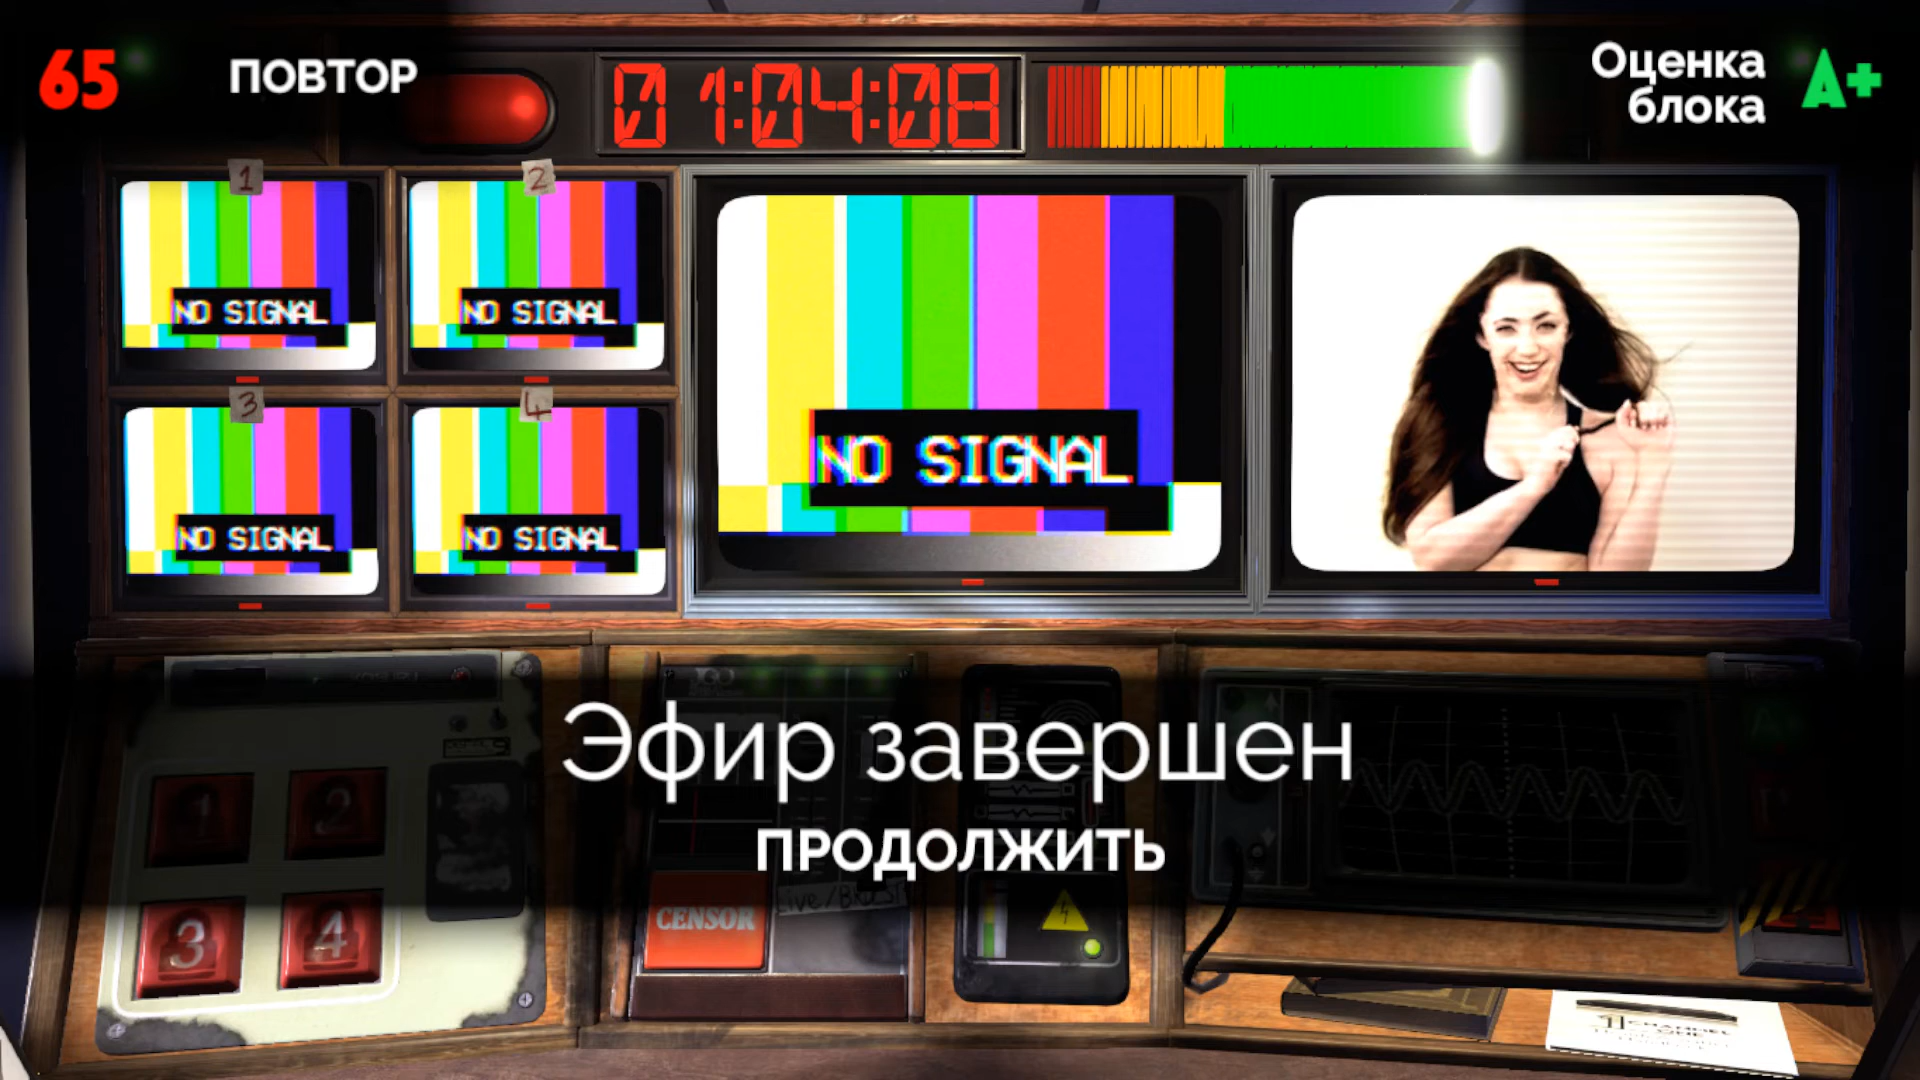 65
ПОВТОР
01:04:08
Оценка
блока
A+
1
2
NO SIGNAL
NO SIGNAL
NO SIGNAL
3
4
NO SIGNAL
NO SIGNAL
Эфир завершен
ПРОДОЛЖИТЬ
1
2
3
4
CENSOR
CHANNEL